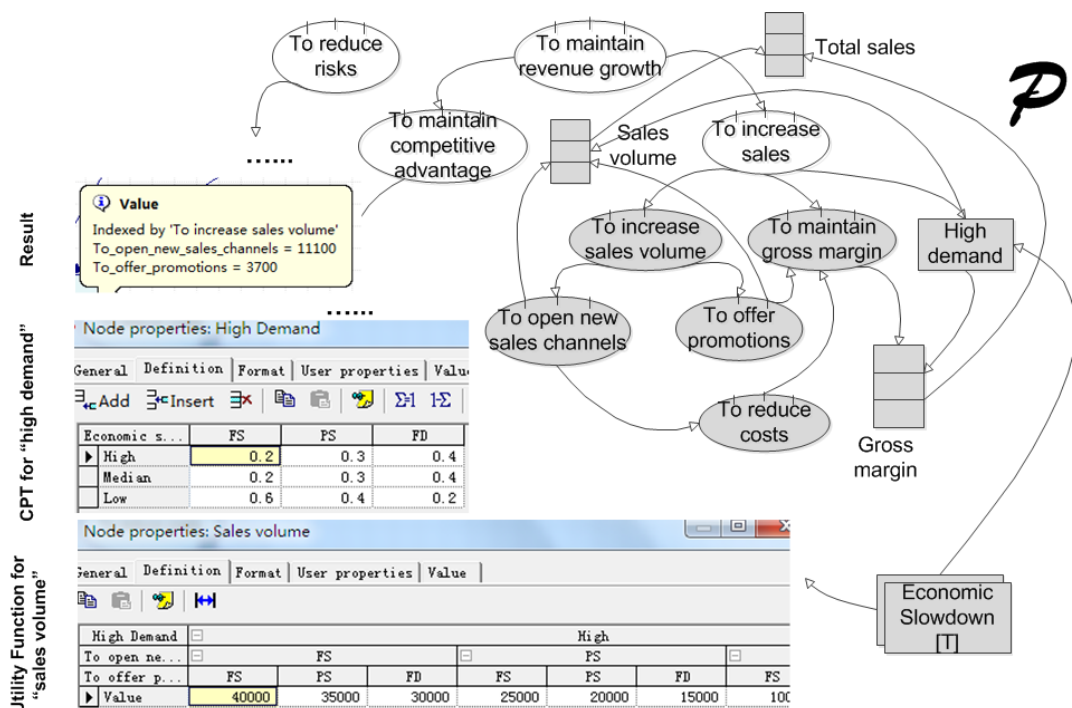 To reduce
risks
To maintain
revenue growth
Total sales
P
To maintain
competitive
advantage
Sales
volume
To increase
sales
......
Result
Value
Indexed by 'To increase sales volume'
To_open_new_sales_channels = 11100
To_offer_promotions = 3700
To increase
sales volume
To maintain
gross margin
High
demand
......
To open new
sales channels
To offer
promotions
To reduce
costs
Gross
margin
CPT for “high demand”
Node properties: High Demand
General Definition Format User properties Valu
Add Insert Σ=1 1-Σ
Economic s... FS PS FD
High 0.2 0.3 0.4
Median 0.2 0.3 0.4
Low 0.6 0.4 0.2
Utility Function for
“sales volume”
Node properties: Sales volume
General Definition Format User properties Value
High Demand High
To open ne... FS PS
To offer p... FS PS FD FS PS FD FS
Value 40000 35000 30000 25000 20000 15000 100
Economic
Slowdown
[T]